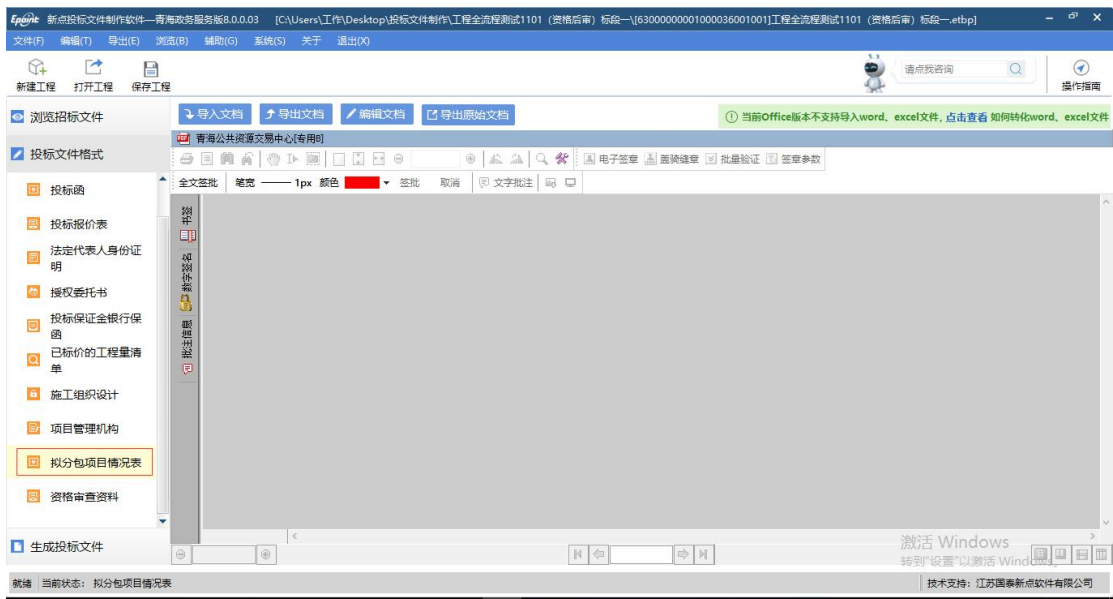 Epoint 新点投标文件制作软件—青海政务服务版8.0.0.03 [C:\Users\工作\Desktop\投标文件制作\工程全流程测试1101（资格后审）标段一\[6300000001000036001001]工程全流程测试1101（资格后审）标段一.etbp]
文件(F) 编辑(T) 导出(E) 浏览(B) 辅助(G) 系统(S) 关于 退出(X)
新建工程 打开工程 保存工程 请点我咨询 操作指南
浏览招标文件
导入文档 导出文档 编辑文档 导出原始文档
当前Office版本不支持导入word、excel文件, 点击查看 如何转化word、excel文件
青海公共资源交易中心[专用]
投标文件格式
电子签章 盖骑缝章 批量验证 签章参数
全文签批 笔宽 1px 颜色 签批 取消 文字批注
投标函
投标报价表
法定代表人身份证
明
授权委托书
投标保证金银行保
函
已标价的工程量清
单
施工组织设计
项目管理机构
拟分包项目情况表
资格审查资料
书签
数字签名
批注信息
生成投标文件
激活 Windows
转到"设置"以激活 Windows。
就绪 当前状态: 拟分包项目情况表
技术支持: 江苏国泰新点软件有限公司